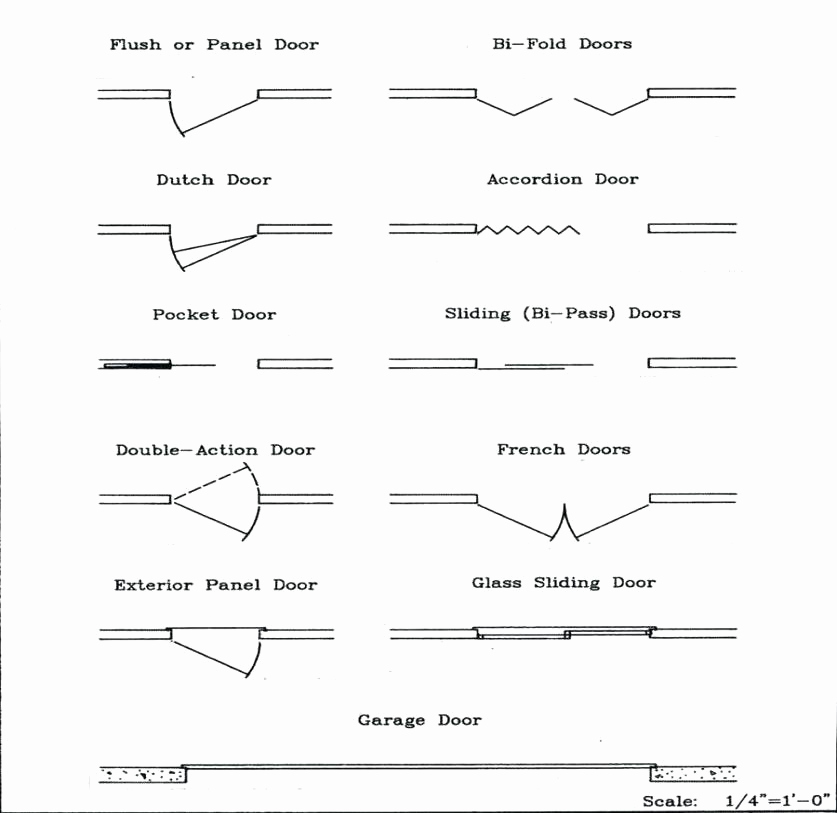 Flush or Panel Door
Bi-Fold Doors
Dutch Door
Accordion Door
Pocket Door
Sliding (Bi-Pass) Doors
Double-Action Door
French Doors
Exterior Panel Door
Glass Sliding Door
Garage Door
Scale: 1/4"=1'-0"